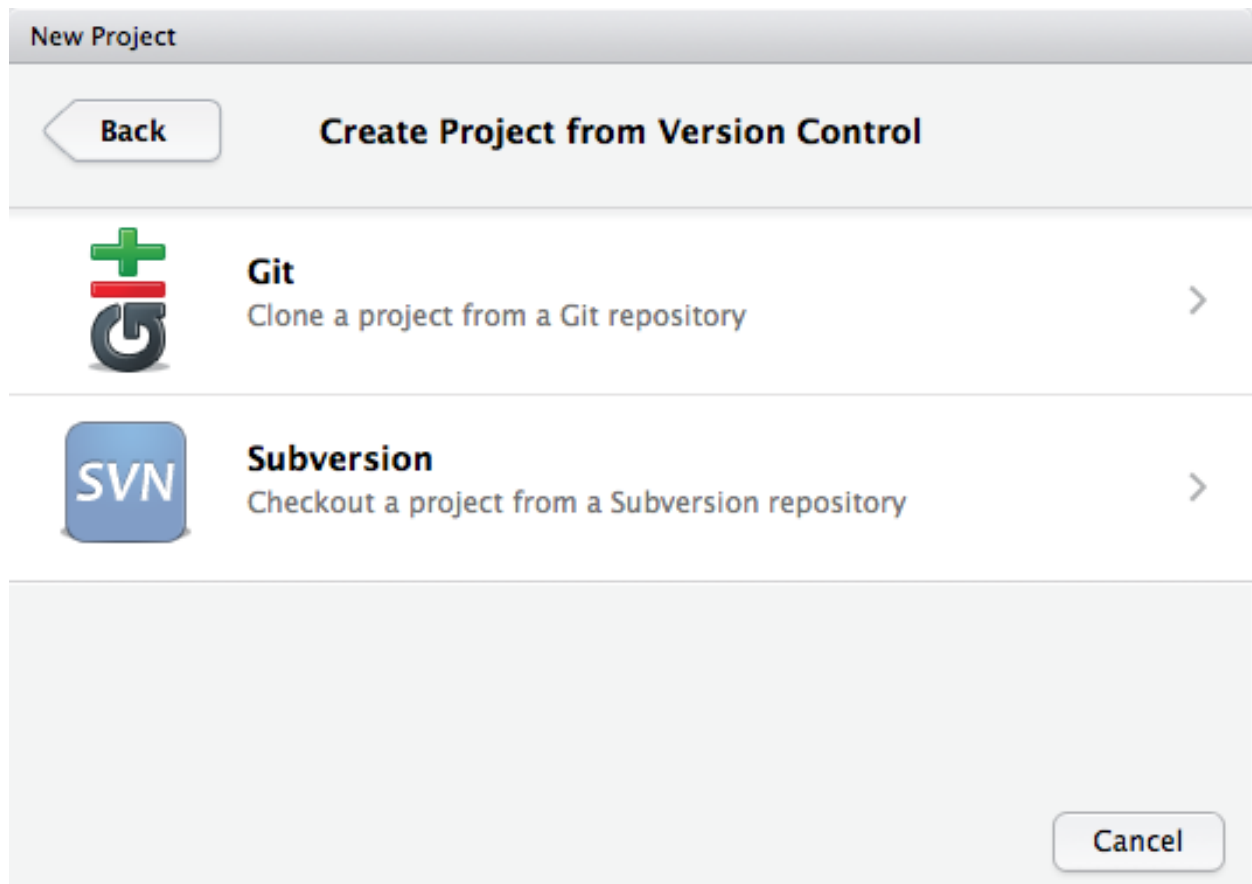 New Project
Back
Create Project from Version Control
Git
Clone a project from a Git repository
SVN
Subversion
Checkout a project from a Subversion repository
Cancel